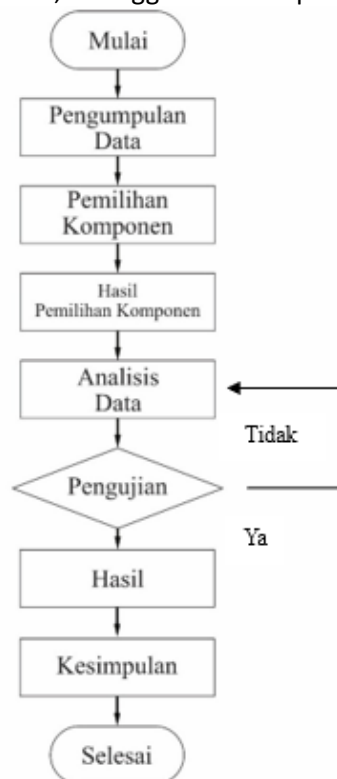 Mulai
Pengumpulan
Data
Pemilihan
Komponen
Hasil
Pemilihan Komponen
Analisis
Data
Tidak
Pengujian
Ya
Hasil
Kesimpulan
Selesai